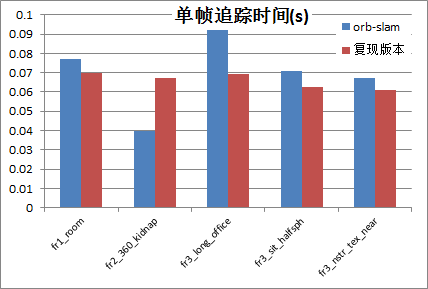 单帧追踪时间(s)
0.1
0.09
0.08
0.07
0.06
0.05
0.04
0.03
0.02
0.01
0
orb-slam
复现版本
fr1_room
fr2_360_kidnap
fr3_long_office
fr3_sit_halfsph
fr3_nstr_tex_near